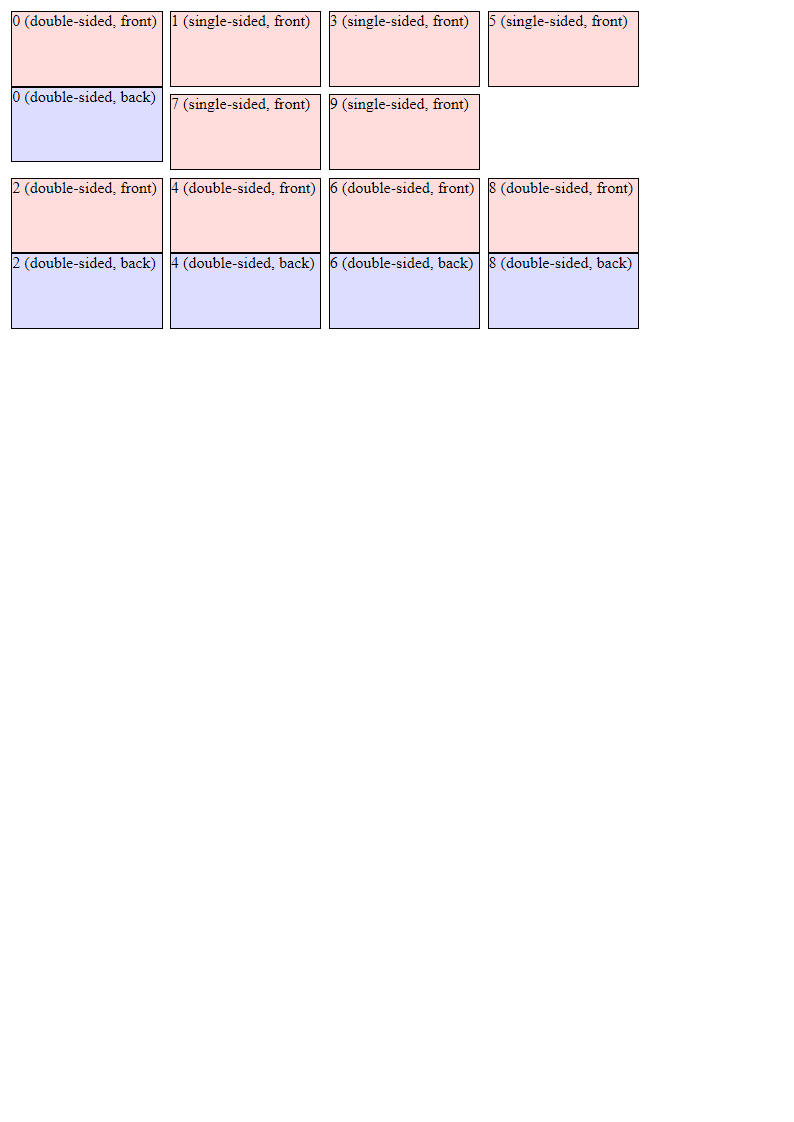 0 (double-sided, front)
1 (single-sided, front)
3 (single-sided, front)
5 (single-sided, front)
0 (double-sided, back)
7 (single-sided, front)
9 (single-sided, front)
2 (double-sided, front)
4 (double-sided, front)
6 (double-sided, front)
8 (double-sided, front)
2 (double-sided, back)
4 (double-sided, back)
6 (double-sided, back)
8 (double-sided, back)